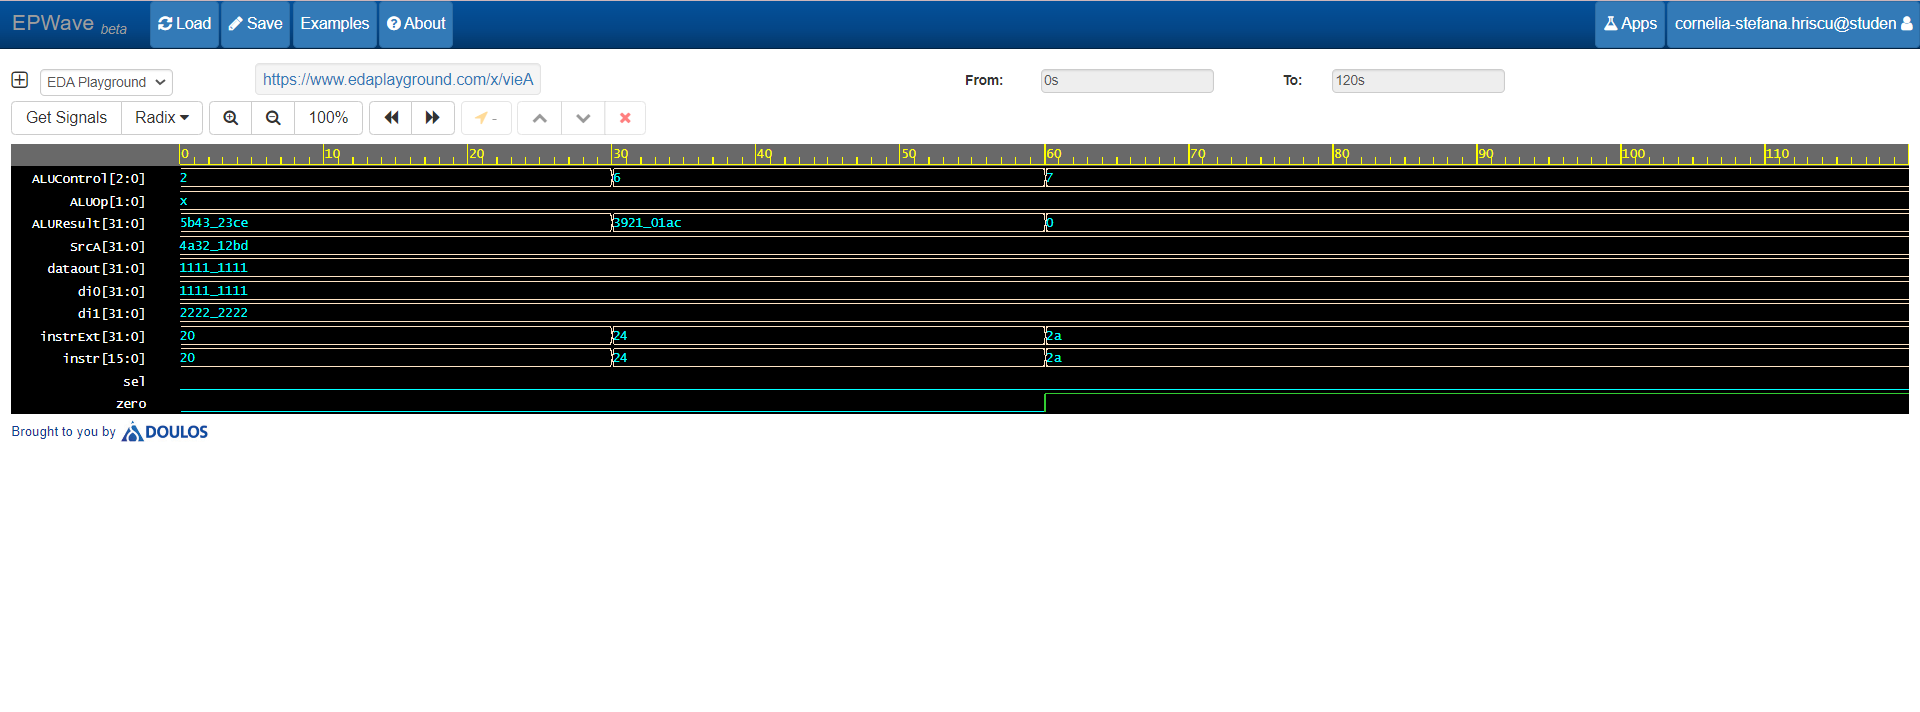 EPWave beta Load Save Examples About Apps cornelia-stefana.hriscu@studen
EDA Playground https://www.edaplayground.com/x/vieA From: 0s To: 120s
Get Signals Radix 100% -
0 10 20 30 40 50 60 70 80 90 100 110
ALUControl[2:0] 2 6 7
ALUOp[1:0] x
ALUResult[31:0] 5b43_23ce 3921_01ac 0
SrcA[31:0] 4a32_12bd
dataout[31:0] 1111_1111
di0[31:0] 1111_1111
di1[31:0] 2222_2222
instrExt[31:0] 20 24 2a
instr[15:0] 20 24 2a
sel
zero
Brought to you by DOULOS